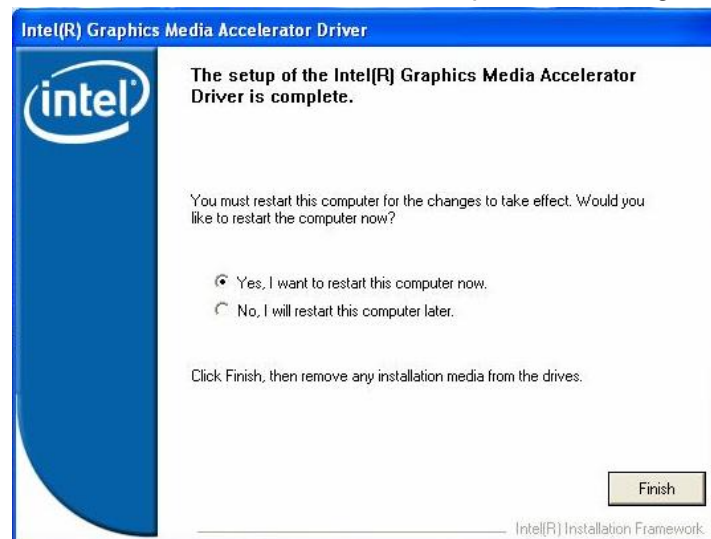 Intel(R) Graphics Media Accelerator Driver
intel
The setup of the Intel(R) Graphics Media Accelerator
Driver is complete.
You must restart this computer for the changes to take effect. Would you
like to restart the computer now?
Yes, I want to restart this computer now.
No, I will restart this computer later.
Click Finish, then remove any installation media from the drives.
Finish
Intel(R) Installation Framework